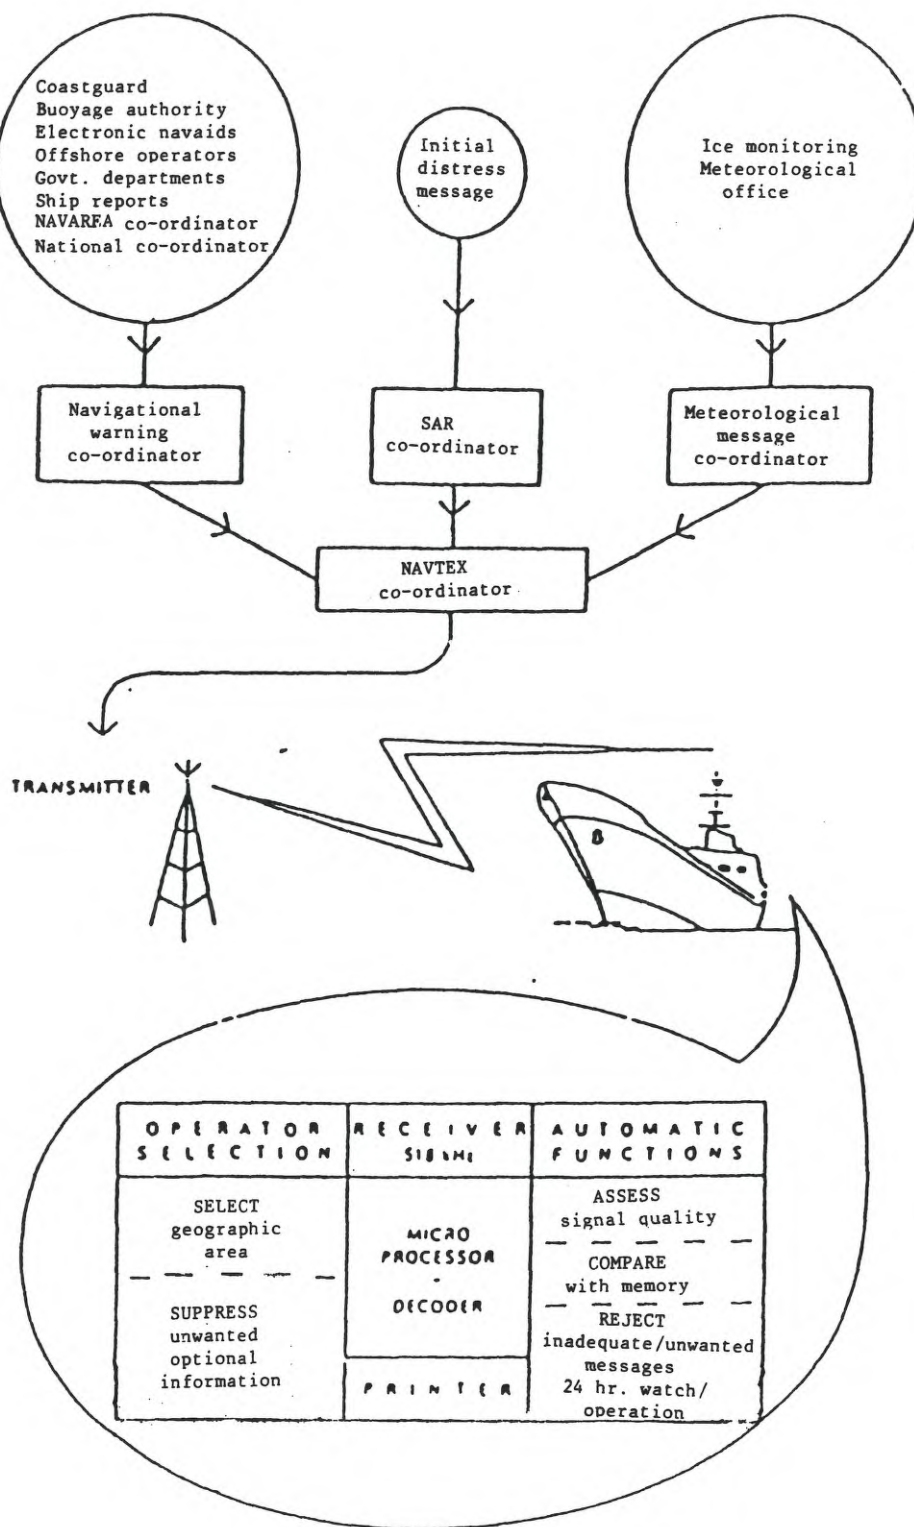 Coastguard
Buoyage authority
Electronic navaids
Offshore operators
Govt. departments
Ship reports
NAVAREA co-ordinator
National co-ordinator
Initial
distress
message
Ice monitoring
Meteorological
office
Navigational
warning
co-ordinator
SAR
co-ordinator
Meteorological
message
co-ordinator
NAVTEX
co-ordinator
TRANSMITTER
8
OPERATOR
SELECTION
RECEIVER
AUTOMATIC
FUNCTIONS
SELECT
geographic
area
SUPPRESS
unwanted
optional
information
MICRO
PROCESSOR
-
DECODER
PRINTER
ASSESS
signal quality
COMPARE
with memory
REJECT
inadequate/unwanted
messages
24 hr. watch/
operation